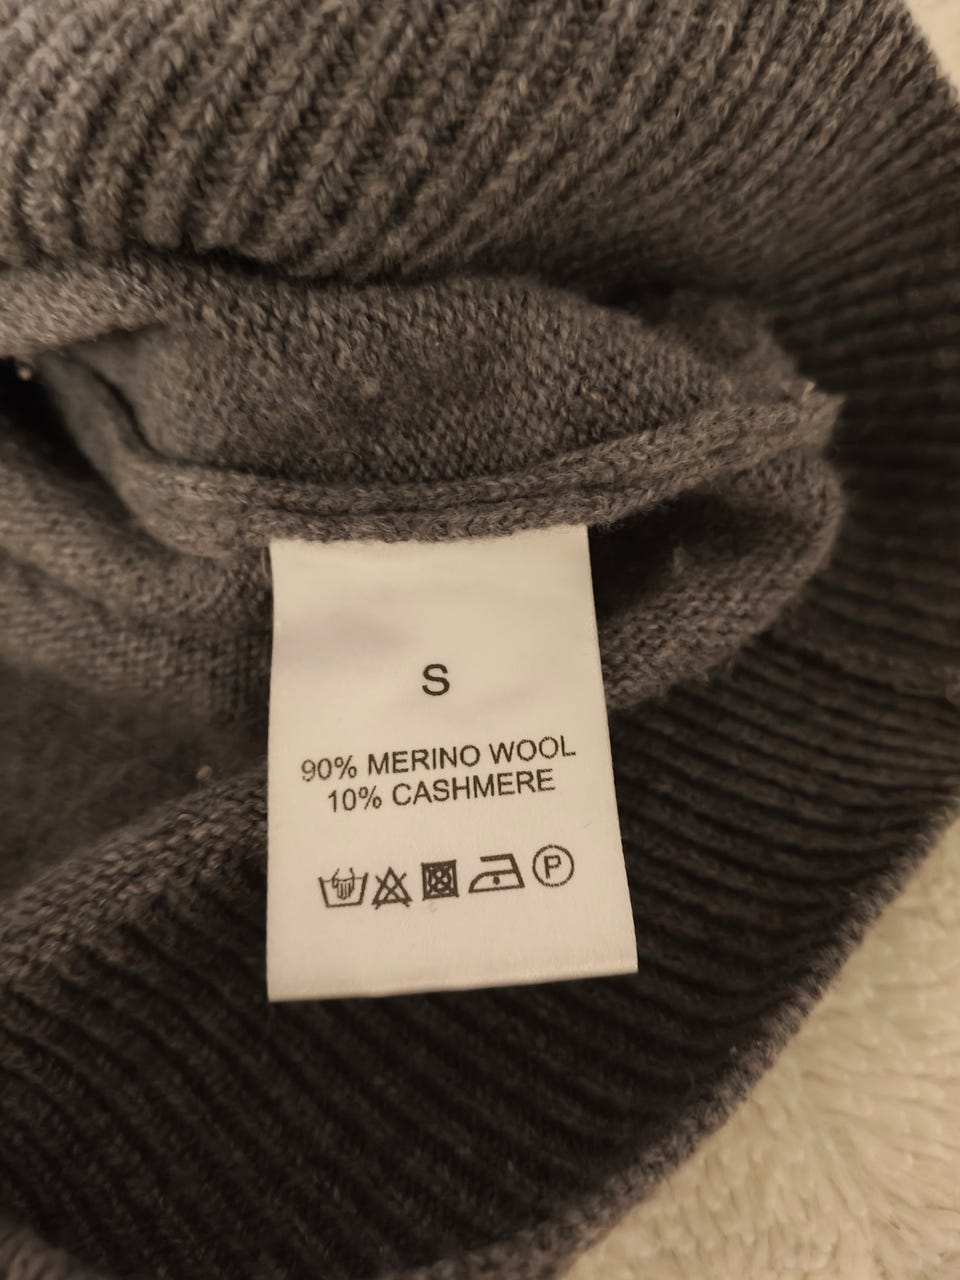 S
90% MERINO WOOL
10% CASHMERE
P